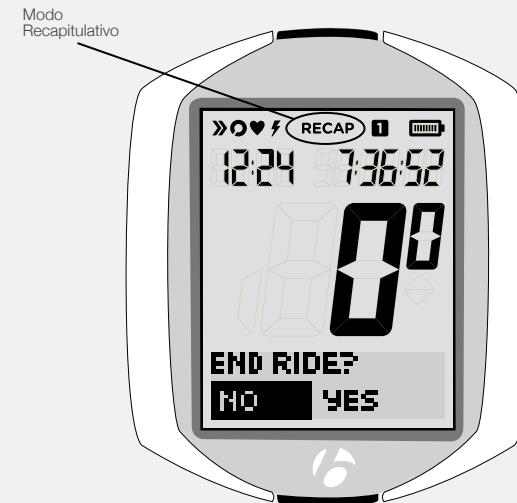 Modo
Recapitulativo
RECAP 1
12:24 7:36:52
0 0
END RIDE?
NO YES